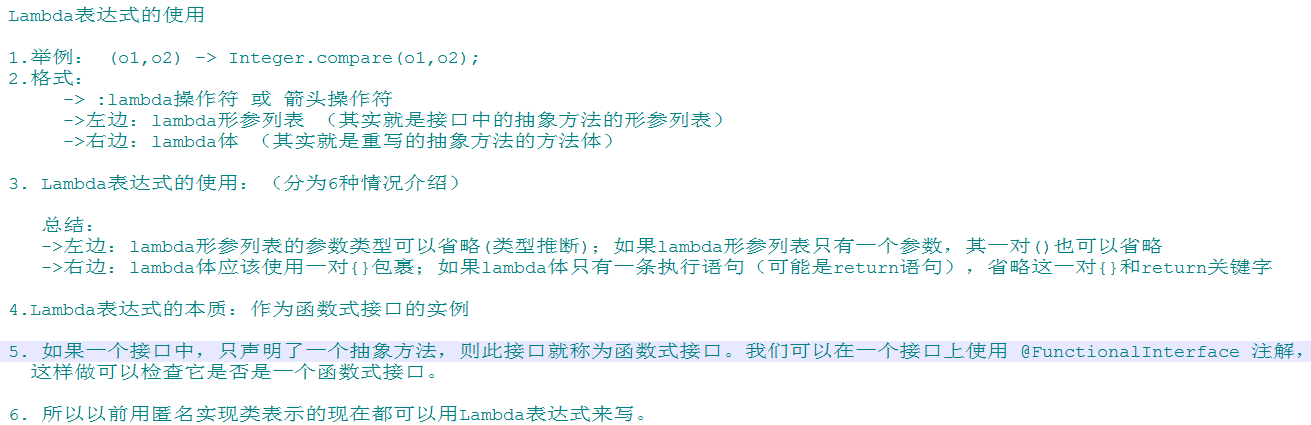 Lambda表达式的使用
1.举例： (o1,o2) -> Integer.compare(o1,o2);
2.格式：
-> :lambda操作符 或 箭头操作符
->左边：lambda形参列表 （其实就是接口中的抽象方法的形参列表）
->右边：lambda体 （其实就是重写的抽象方法的方法体）
3. Lambda表达式的使用：（分为6种情况介绍）
总结：
->左边：lambda形参列表的参数类型可以省略(类型推断)；如果lambda形参列表只有一个参数，其一对()也可以省略
->右边：lambda体应该使用一对{}包裹；如果lambda体只有一条执行语句（可能是return语句），省略这一对{}和return关键字
4.Lambda表达式的本质：作为函数式接口的实例
5. 如果一个接口中，只声明了一个抽象方法，则此接口就称为函数式接口。我们可以在一个接口上使用 @FunctionalInterface 注解，
这样做可以检查它是否是一个函数式接口。
6. 所以以前用匿名实现类表示的现在都可以用Lambda表达式来写。